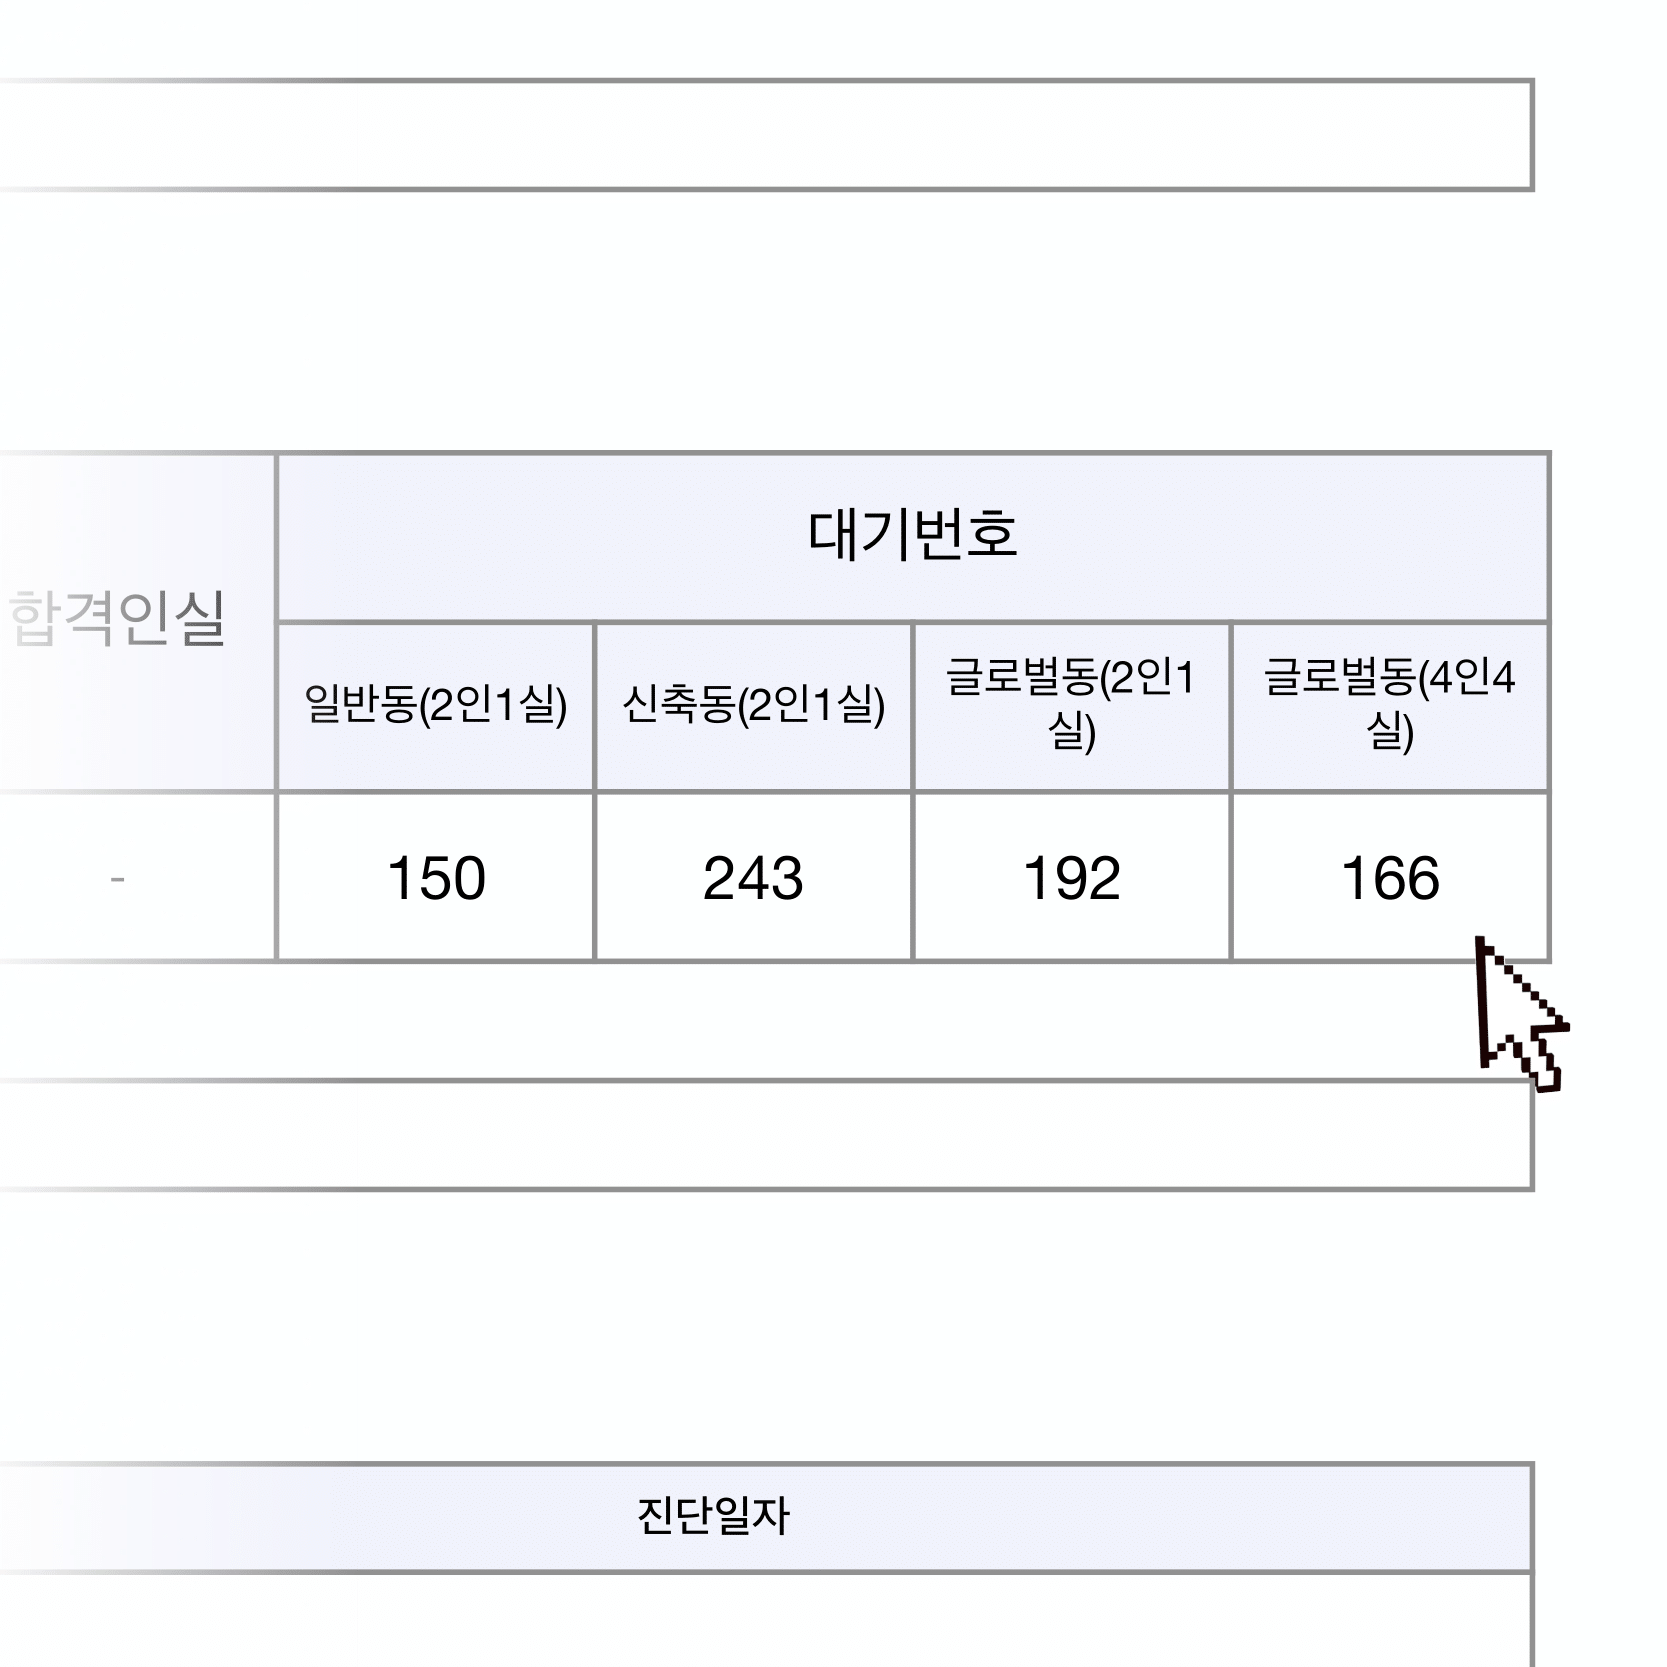 대기번호
합격인실
일반동(2인1실)
신축동(2인1실)
글로벌동(2인1
실)
글로벌동(4인4
실)
-
150
243
192
166
진단일자